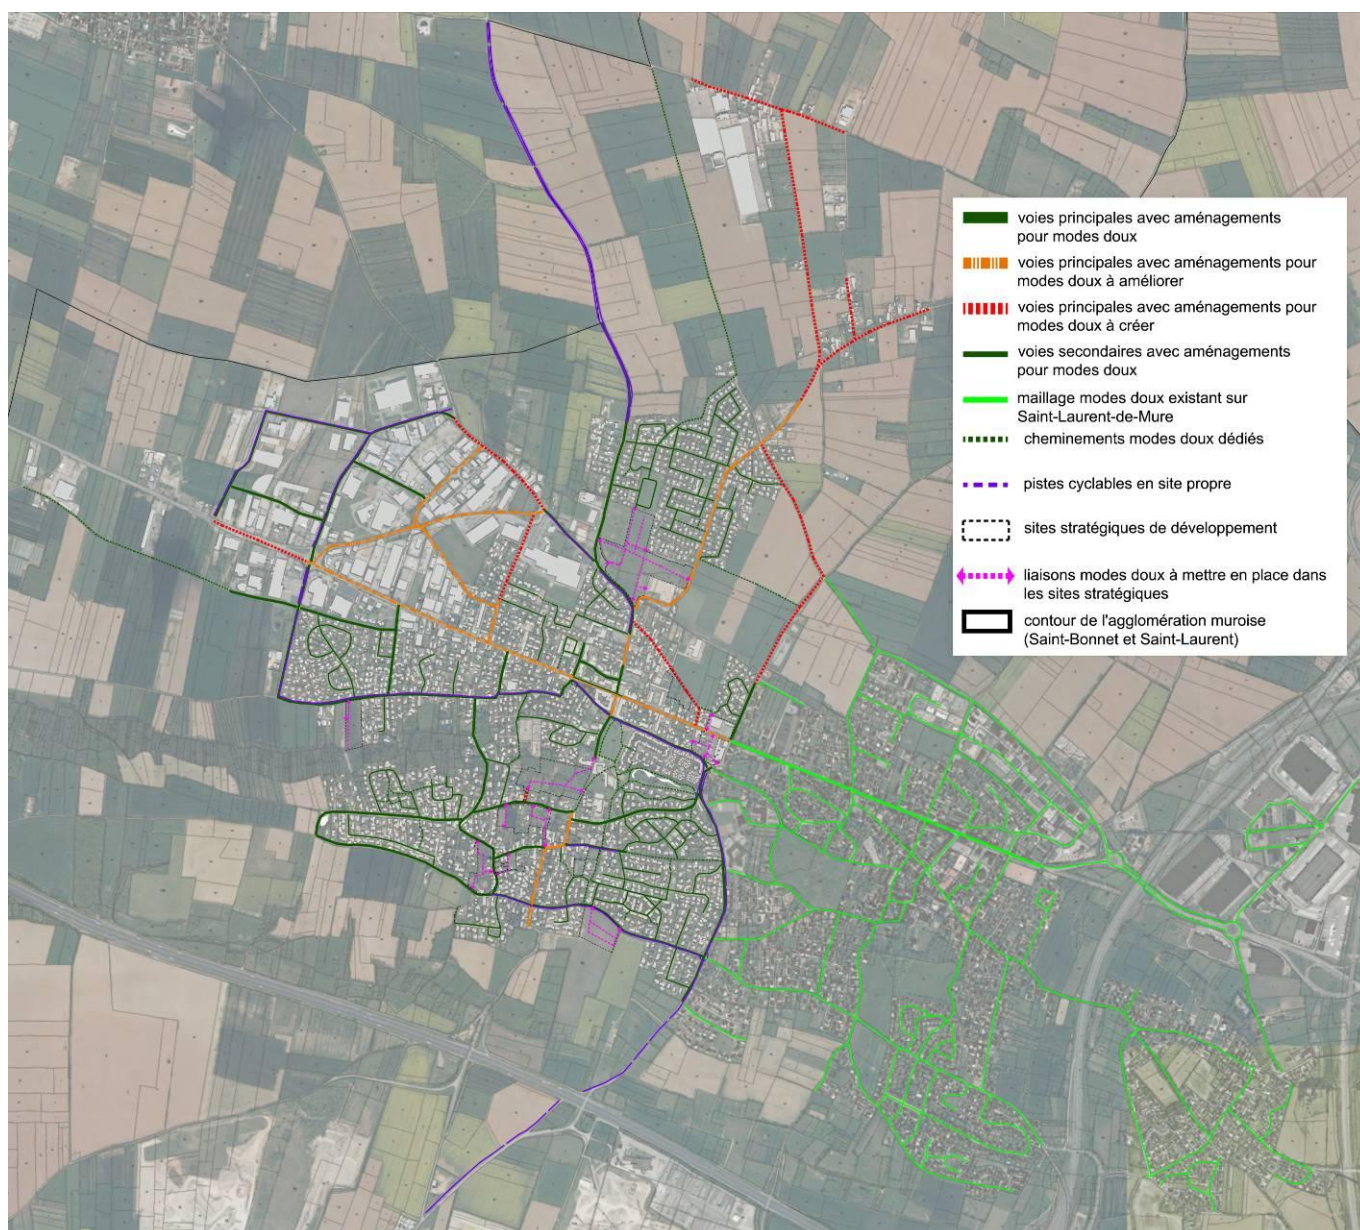 voies principales avec aménagements
pour modes doux
voies principales avec aménagements pour
modes doux à améliorer
voies principales avec aménagements pour
modes doux à créer
voies secondaires avec aménagements
pour modes doux
maillage modes doux existant sur
Saint-Laurent-de-Mure
cheminements modes doux dédiés
pistes cyclables en site propre
sites stratégiques de développement
liaisons modes doux à mettre en place dans
les sites stratégiques
contour de l'agglomération muroise
(Saint-Bonnet et Saint-Laurent)